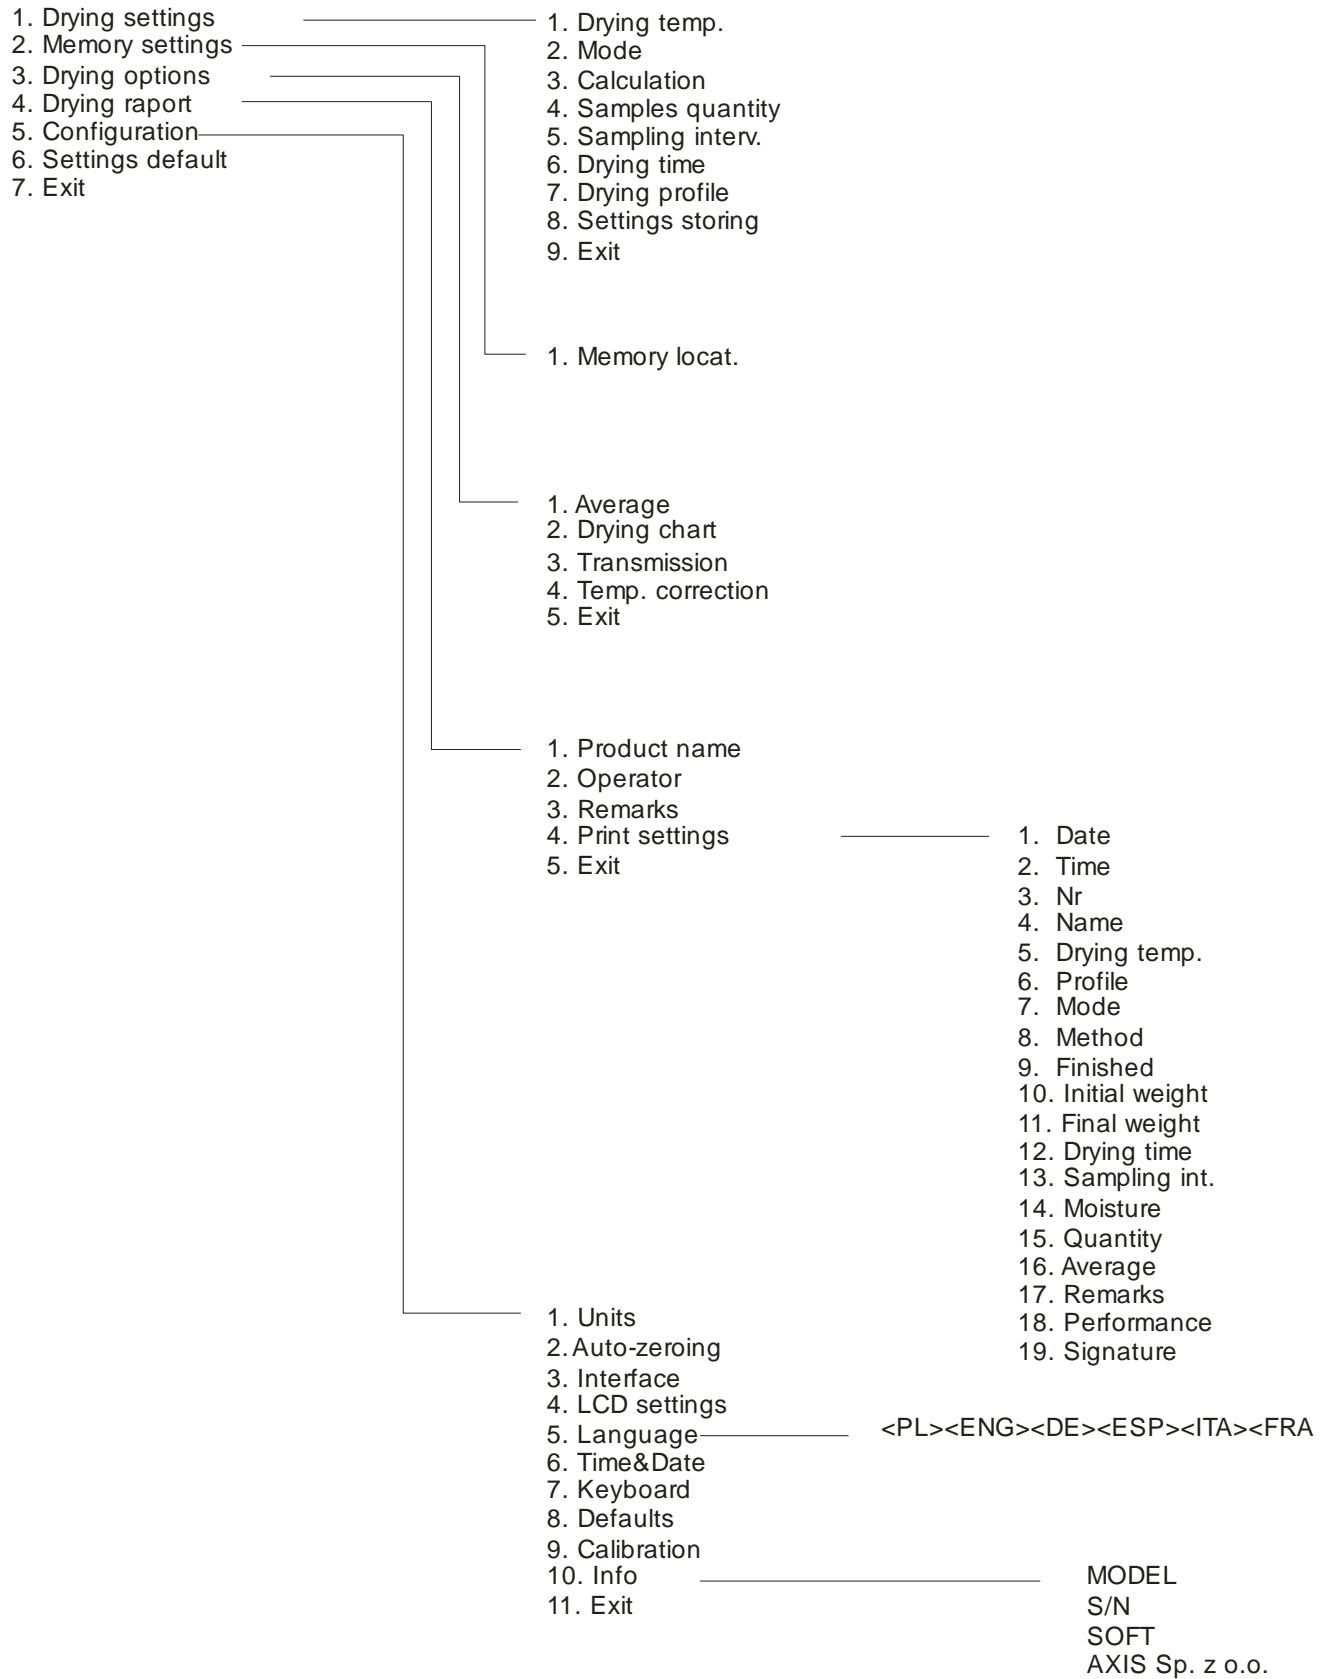 1. Drying settings
2. Memory settings
3. Drying options
4. Drying raport
5. Configuration
6. Settings default
7. Exit
1. Drying temp.
2. Mode
3. Calculation
4. Samples quantity
5. Sampling interv.
6. Drying time
7. Drying profile
8. Settings storing
9. Exit
1. Memory locat.
1. Average
2. Drying chart
3. Transmission
4. Temp. correction
5. Exit
1. Product name
2. Operator
3. Remarks
4. Print settings
5. Exit
1. Date
2. Time
3. Nr
4. Name
5. Drying temp.
6. Profile
7. Mode
8. Method
9. Finished
10. Initial weight
11. Final weight
12. Drying time
13. Sampling int.
14. Moisture
15. Quantity
16. Average
17. Remarks
18. Performance
19. Signature
1. Units
2. Auto-zeroing
3. Interface
4. LCD settings
5. Language
6. Time&Date
7. Keyboard
8. Defaults
9. Calibration
10. Info
11. Exit
<PL><ENG><DE><ESP><ITA><FRA
MODEL
S/N
SOFT
AXIS Sp. z o.o.